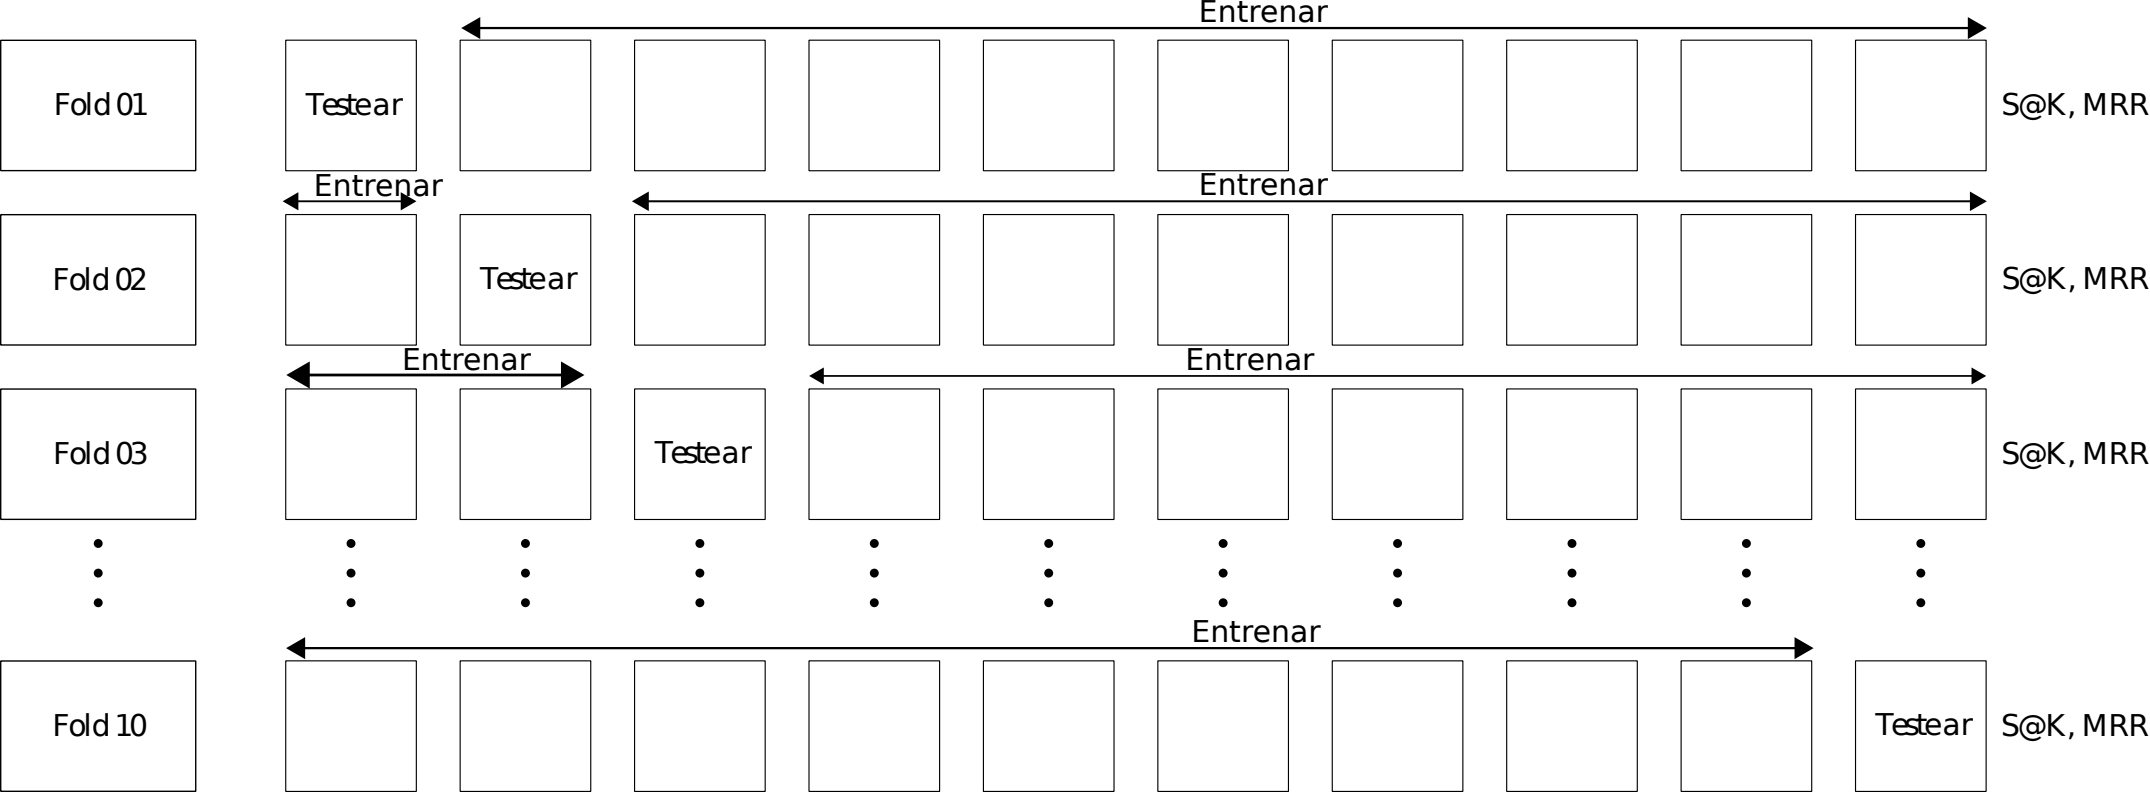 Entrenar
Fold 01 Testear S@K, MRR
Entrenar Entrenar
Fold 02 Testear S@K, MRR
Entrenar Entrenar
Fold 03 Testear S@K, MRR
Entrenar
Fold 10 Testear S@K, MRR